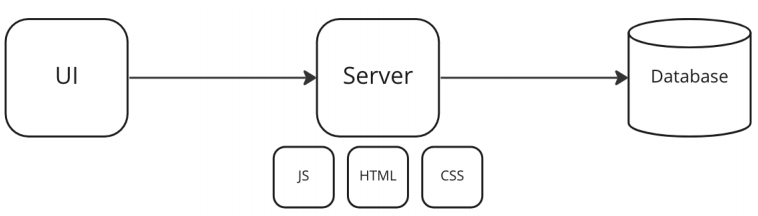 UI
Server
Database
JS
HTML
CSS